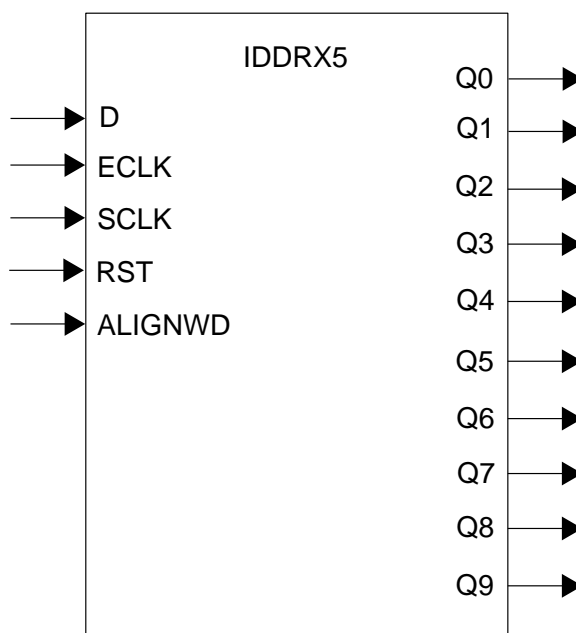 IDDRX5
D
ECLK
SCLK
RST
ALIGNWD
Q0
Q1
Q2
Q3
Q4
Q5
Q6
Q7
Q8
Q9